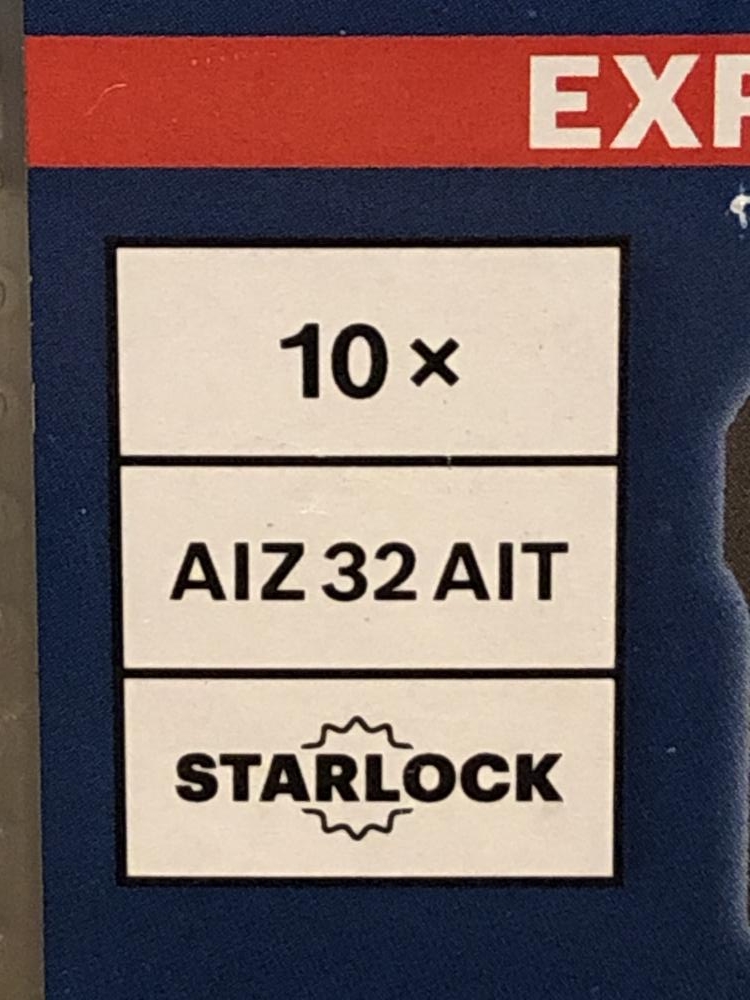 EXP
10 ×
AIZ 32 AIT
STARLOCK